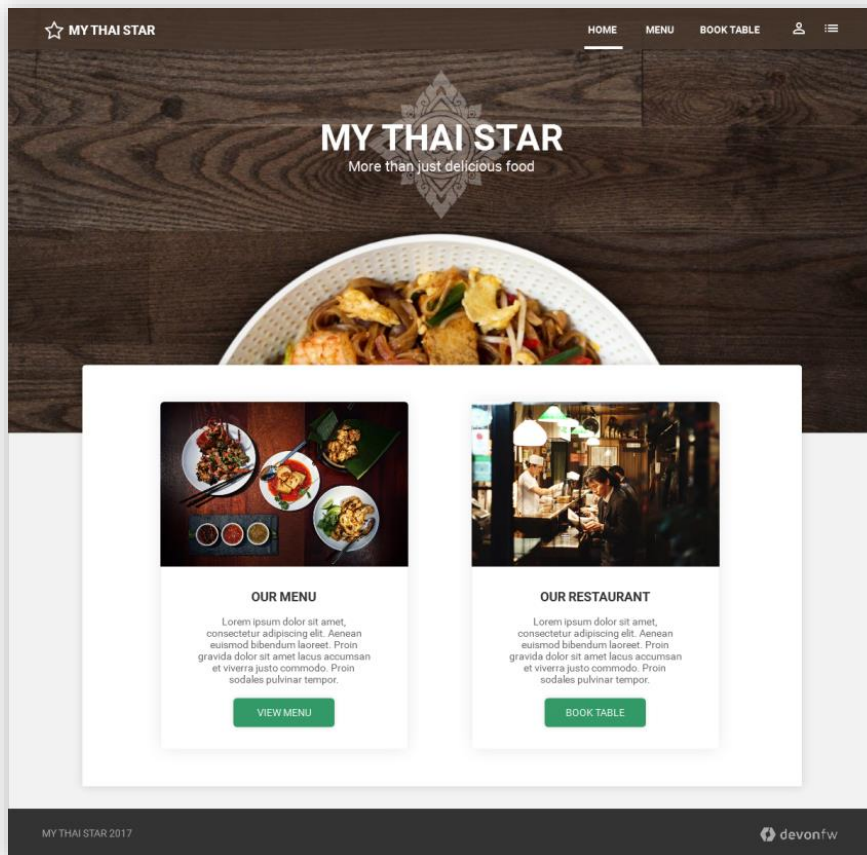 MY THAI STAR
HOME
MENU
BOOK TABLE
MY THAI STAR
More than just delicious food
OUR MENU
Lorem ipsum dolor sit amet,
consectetur adipiscing elit. Aenean
euismod bibendum laoreet. Proin
gravida dolor sit amet lacus accumsan
et viverra justo commodo. Proin
sodales pulvinar tempor.
VIEW MENU
OUR RESTAURANT
Lorem ipsum dolor sit amet,
consectetur adipiscing elit. Aenean
euismod bibendum laoreet. Proin
gravida dolor sit amet lacus accumsan
et viverra justo commodo. Proin
sodales pulvinar tempor.
BOOK TABLE
MY THAI STAR 2017
devonfw